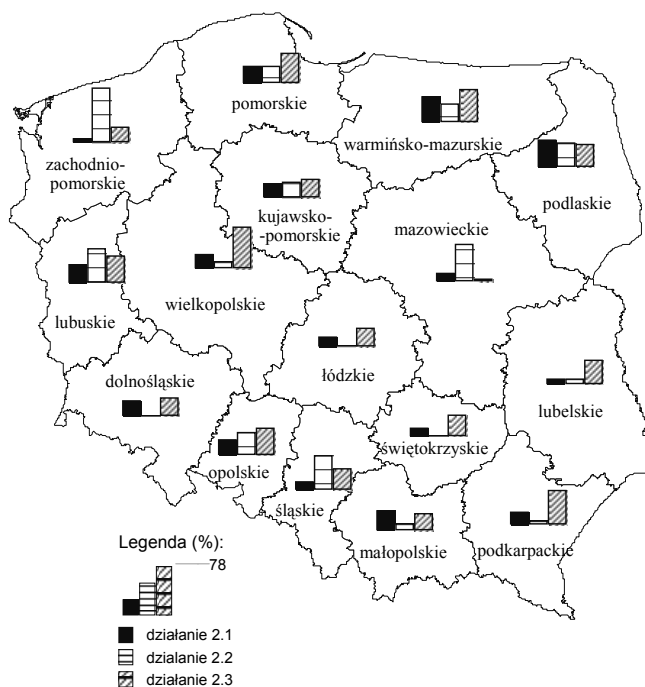 pomorskie
warmińsko-mazurskie
zachodnio-
pomorskie
podlaskie
kujawsko-
-pomorskie
mazowieckie
wielkopolskie
lubuskie
łódzkie
dolnośląskie
lubelskie
świętokrzyskie
opolskie
śląskie
małopolskie
podkarpackie
Legenda (%):
78
działanie 2.1
dzialanie 2.2
działanie 2.3